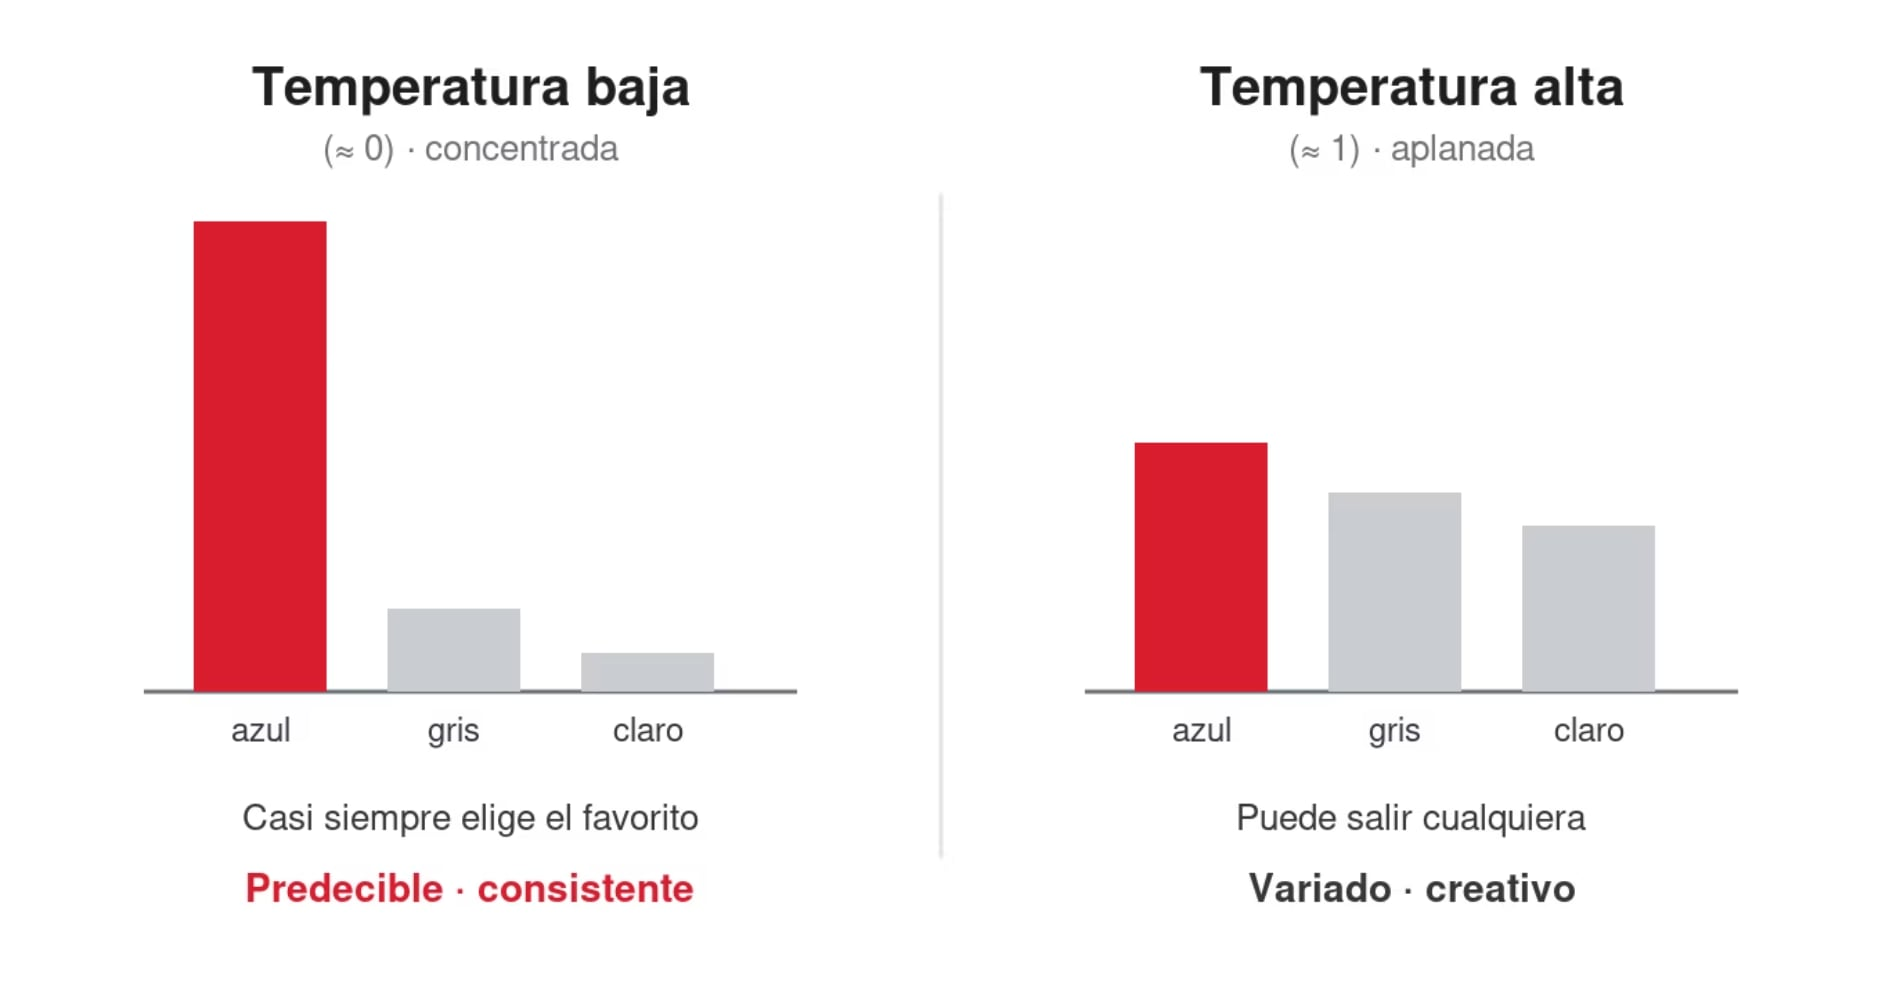 Temperatura baja
(≈ 0) · concentrada
azul gris claro
Casi siempre elige el favorito
Predecible · consistente
Temperatura alta
(≈ 1) · aplanada
azul gris claro
Puede salir cualquiera
Variado · creativo